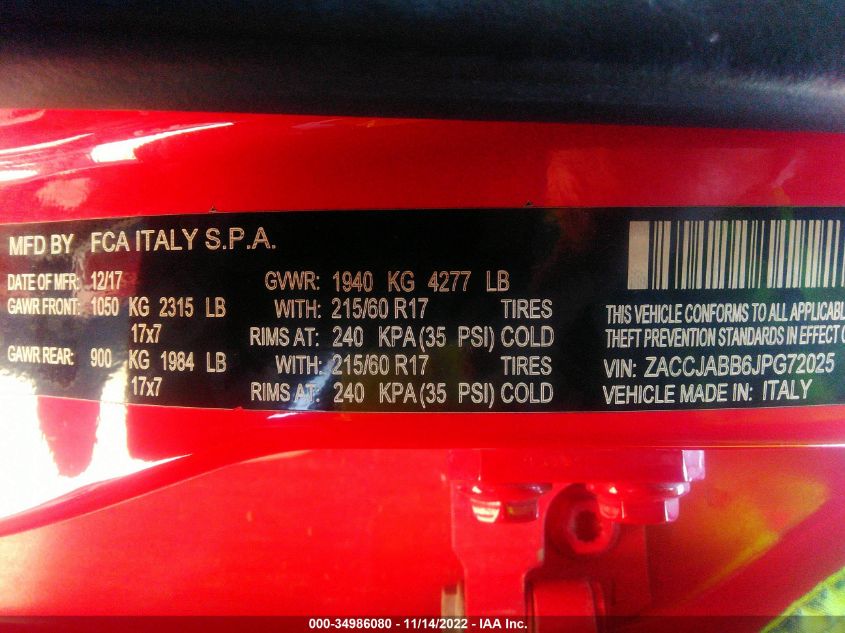 MFD BY FCA ITALY S.P.A.
DATE OF MFR: 12/17 GVWR: 1940 KG 4277 LB
GAWR FRONT: 1050 KG 2315 LB WITH: 215/60 R17 TIRES
17x7 RIMS AT: 240 KPA (35 PSI) COLD
GAWR REAR: 900 KG 1984 LB WITH: 215/60 R17 TIRES
17x7 RIMS AT: 240 KPA (35 PSI) COLD
THIS VEHICLE CONFORMS TO ALL APPLICABL
THEFT PREVENTION STANDARDS IN EFFECT
VIN: ZACCJABB6JPG72025
VEHICLE MADE IN: ITALY
000-34986080 - 11/14/2022 - IAA Inc.